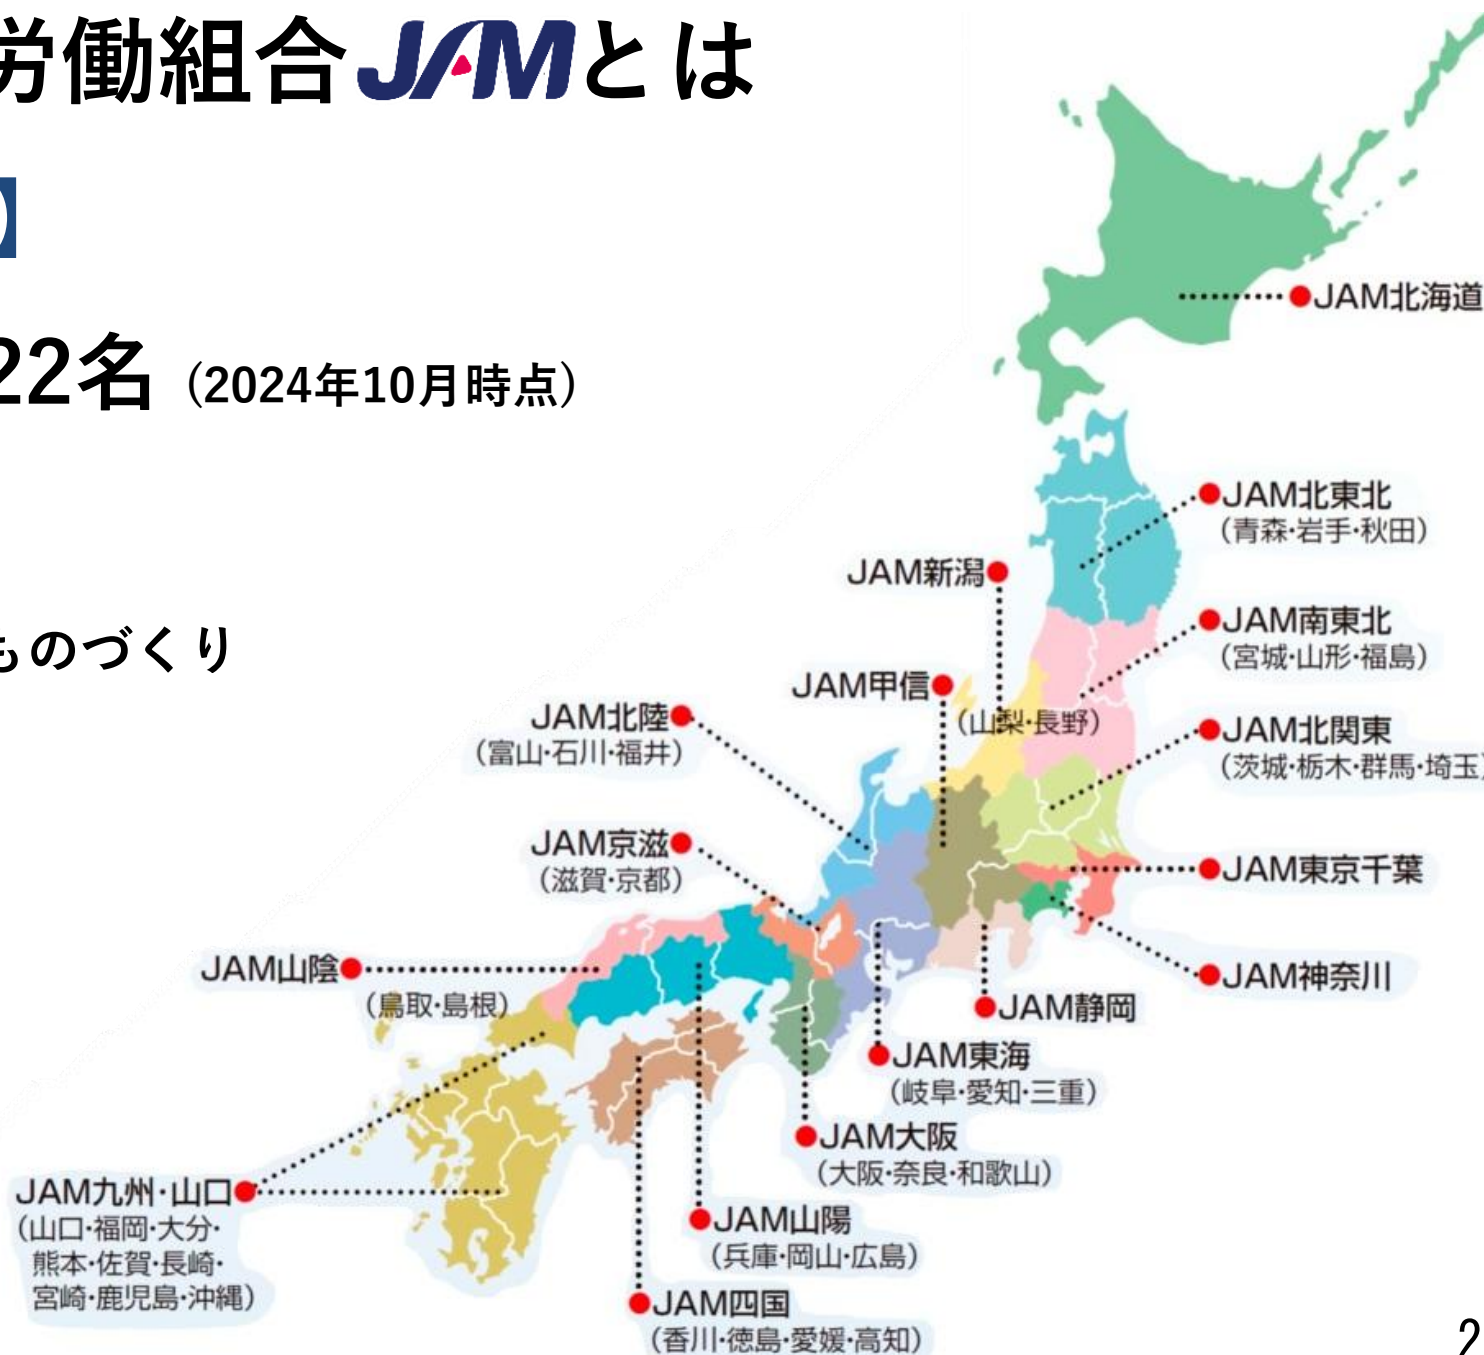 労働組合JAMとは
】
22名 (2024年10月時点)
ものづくり
JAM北海道
JAM北東北
(青森・岩手・秋田)
JAM新潟
JAM南東北
(宮城・山形・福島)
JAM甲信
(山梨・長野)
JAM北陸
(富山・石川・福井)
JAM北関東
(茨城・栃木・群馬・埼玉)
JAM京滋
(滋賀・京都)
JAM東京千葉
JAM山陰
(鳥取・島根)
JAM神奈川
JAM静岡
JAM東海
(岐阜・愛知・三重)
JAM大阪
(大阪・奈良・和歌山)
JAM九州・山口
(山口・福岡・大分・
熊本・佐賀・長崎・
宮崎・鹿児島・沖縄)
JAM山陽
(兵庫・岡山・広島)
JAM四国
(香川・徳島・愛媛・高知)
2